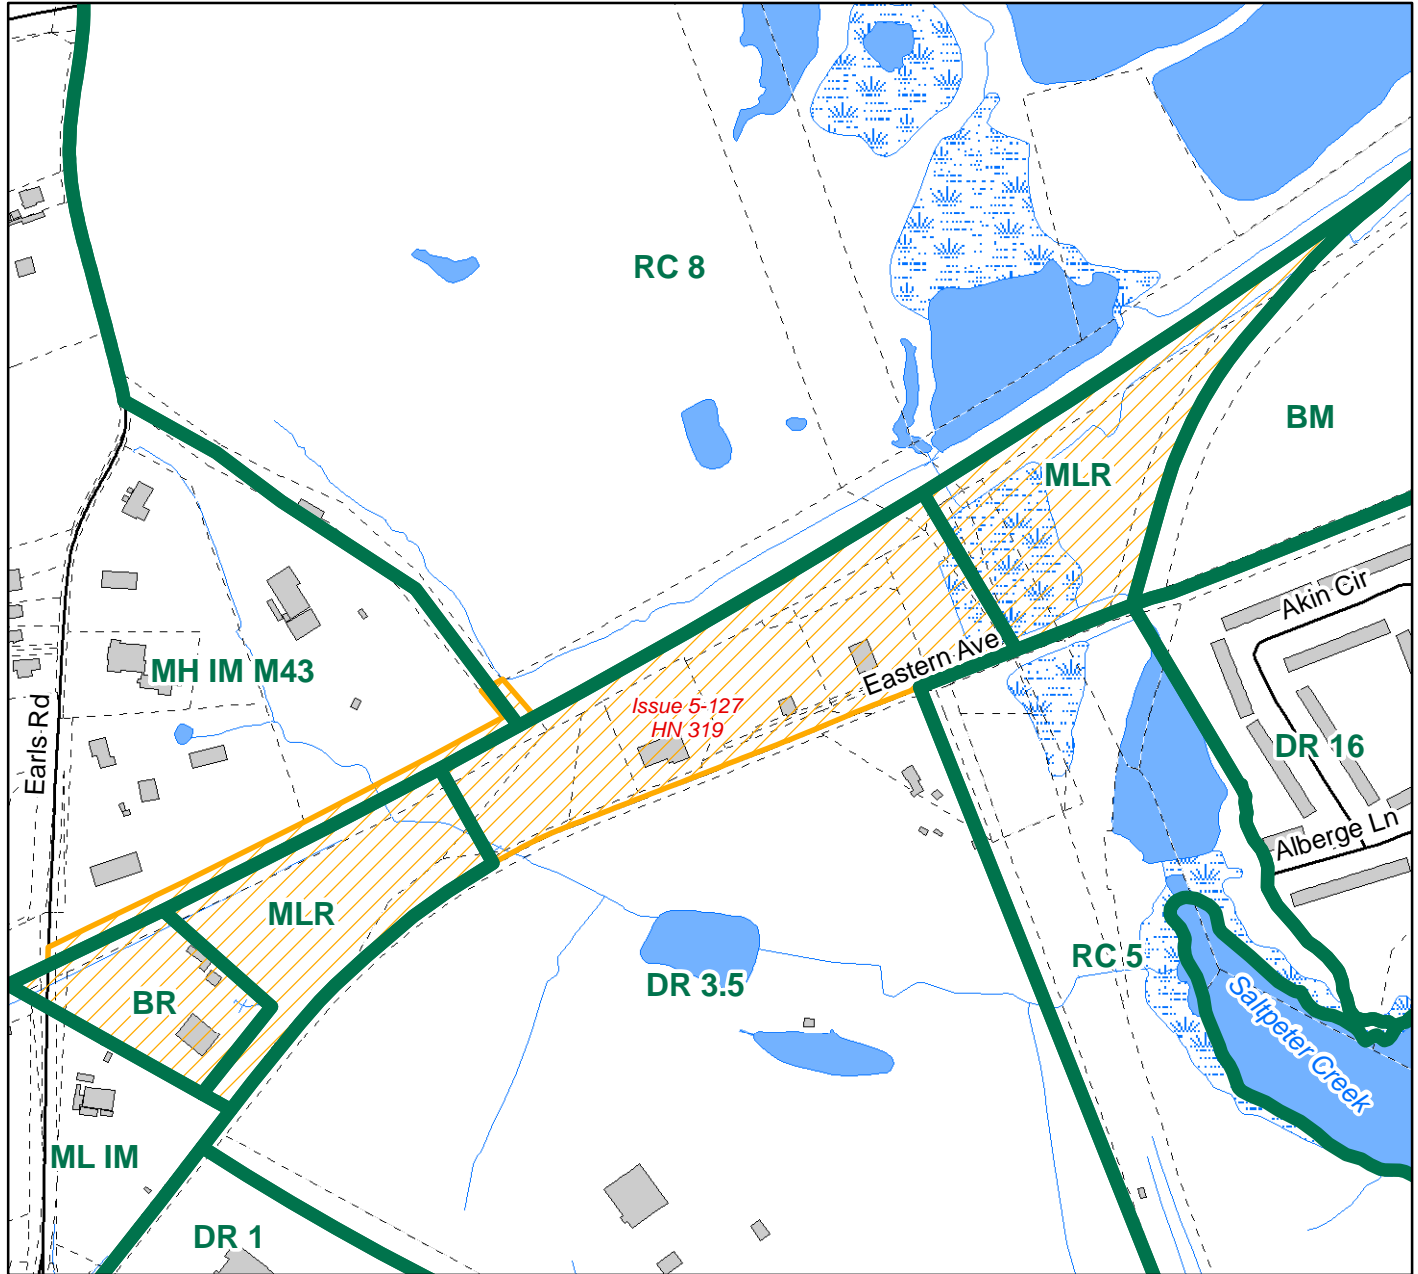 RC 8
BM
MLR
Akin Cir
Eastern Ave
MH IM M43
Issue 5-127
HN 319
Earls Rd
DR 16
Alberge Ln
MLR
RC 5
DR 3.5
BR
Saltpeter Creek
ML IM
DR 1